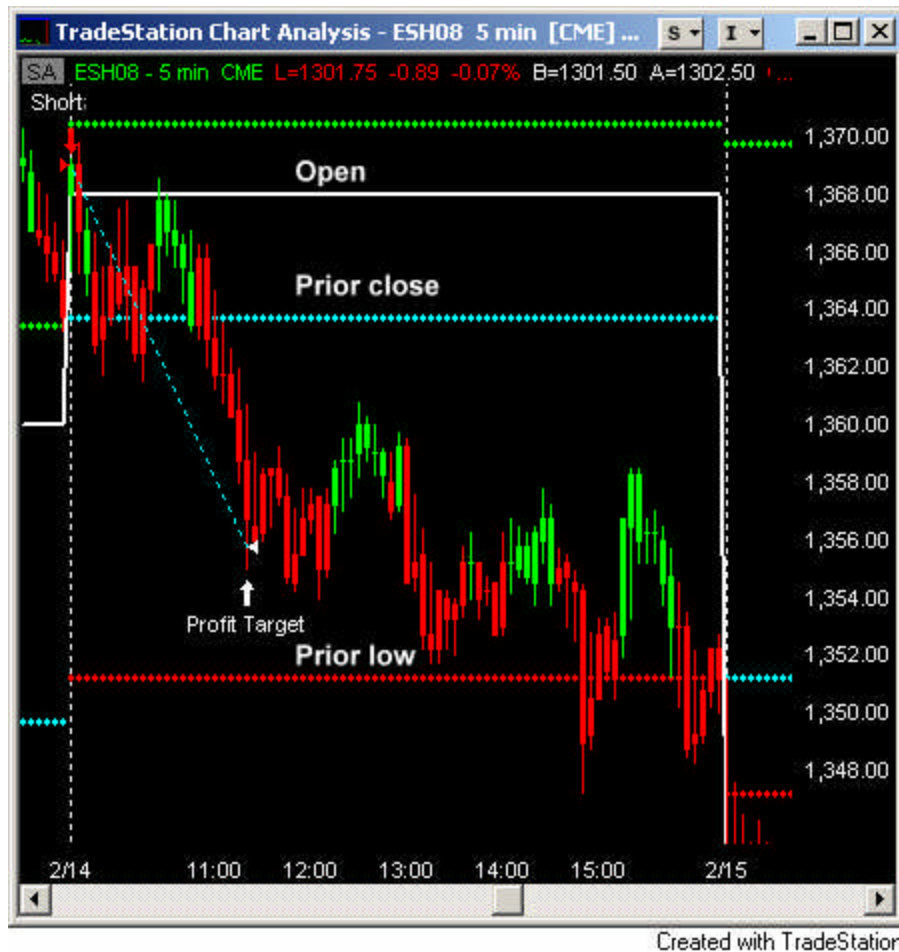 TradeStation Chart Analysis - ESH08 5 min [CME] ...
S
I
SA ESH08 - 5 min CME L=1301.75 -0.89 -0.07% B=1301.50 A=1302.50 ...
Short:
1,370.00
Open
1,368.00
1,366.00
Prior close
1,364.00
1,362.00
1,360.00
1,358.00
1,356.00
1,354.00
Profit Target
Prior low
1,352.00
1,350.00
1,348.00
2/14 11:00 12:00 13:00 14:00 15:00 2/15
Created with TradeStation